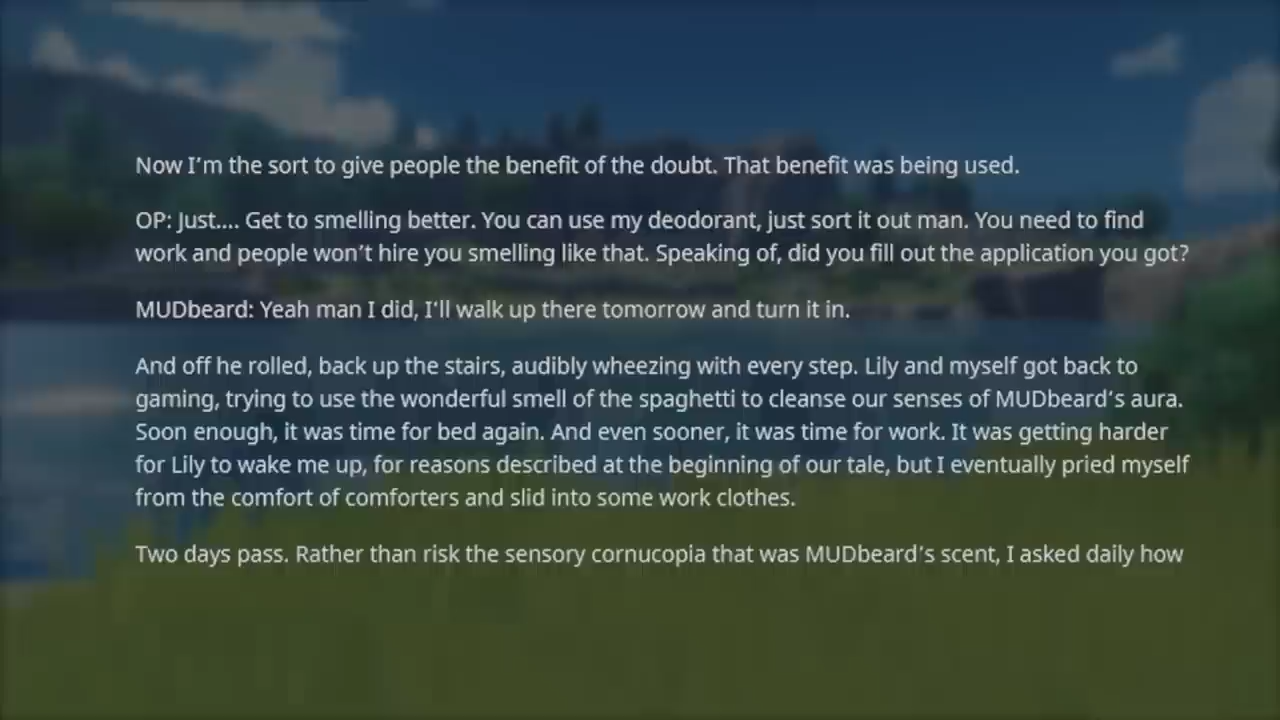 Now I’m the sort to give people the benefit of the doubt. That benefit was being used.
OP: Just.... Get to smelling better. You can use my deodorant, just sort it out man. You need to find
work and people won’t hire you smelling like that. Speaking of, did you fill out the application you got?
MUDbeard: Yeah man I did, I’ll walk up there tomorrow and turn it in.
And off he rolled, back up the stairs, audibly wheezing with every step. Lily and myself got back to
gaming, trying to use the wonderful smell of the spaghetti to cleanse our senses of MUDbeard’s aura.
Soon enough, it was time for bed again. And even sooner, it was time for work. It was getting harder
for Lily to wake me up, for reasons described at the beginning of our tale, but I eventually pried myself
from the comfort of comforters and slid into some work clothes.
Two days pass. Rather than risk the sensory cornucopia that was MUDbeard’s scent, I asked daily how